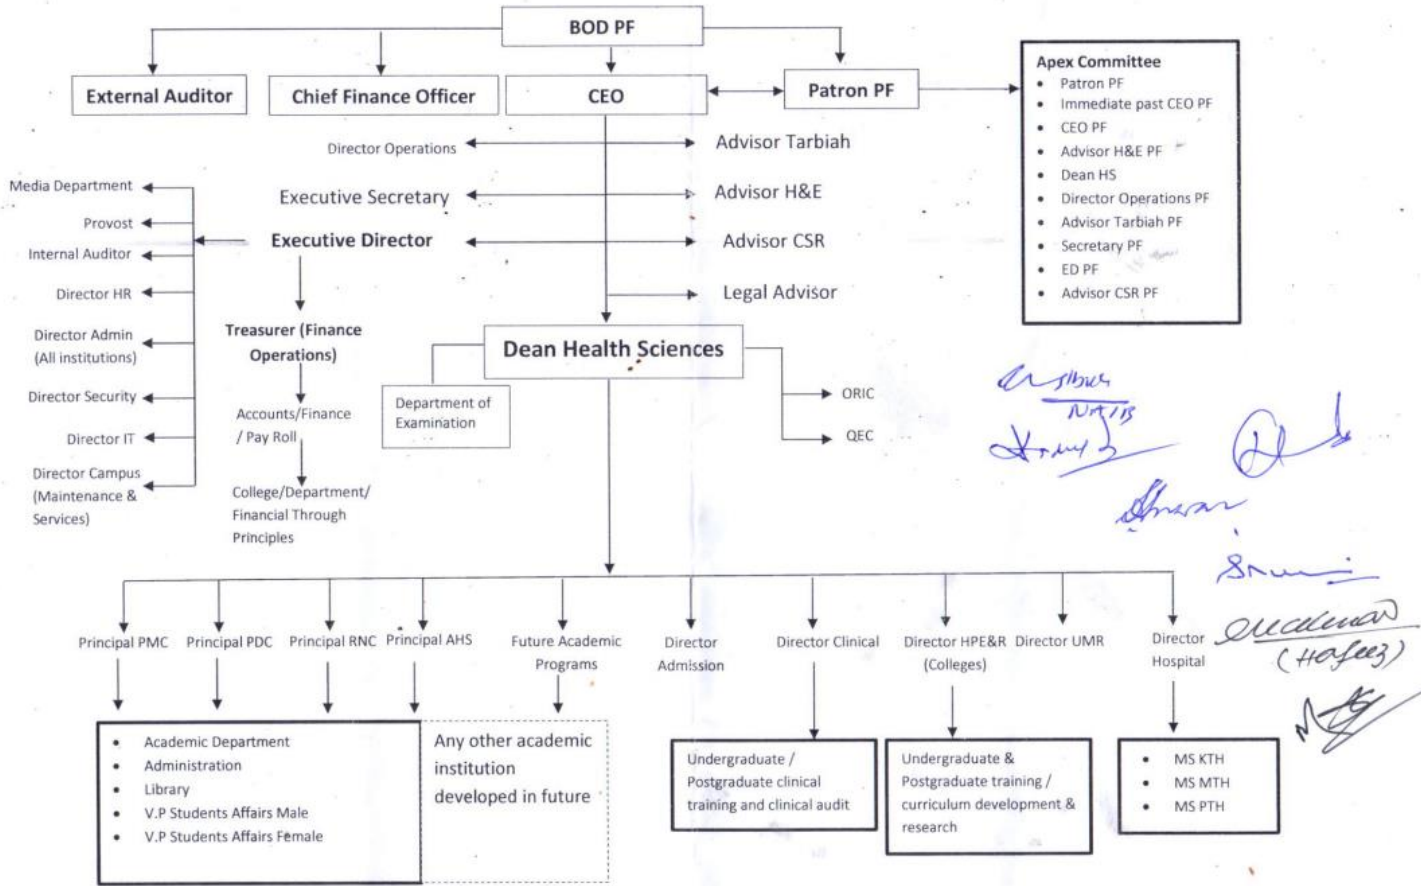 BOD PF
External Auditor
Chief Finance Officer
CEO
Patron PF
Apex Committee
• Patron PF
• Immediate past CEO PF
• CEO PF
• Advisor H&E PF
• Dean HS
• Director Operations PF
• Advisor Tarbiah PF
• Secretary PF
• ED PF
• Advisor CSR PF
Director Operations
Advisor Tarbiah
Executive Secretary
Advisor H&E
Executive Director
Advisor CSR
Legal Advisor
Media Department
Provost
Internal Auditor
Director HR
Director Admin
(All institutions)
Director Security
Director IT
Director Campus
(Maintenance &
Services)
Treasurer (Finance
Operations)
Accounts/Finance
/ Pay Roll
College/Department/
Financial Through
Principles
Dean Health Sciences
Department of
Examination
ORIC
QEC
Principal PMC
Principal PDC
Principal RNC
Principal AHS
Future Academic
Programs
Director
Admission
Director Clinical
Director HPE&R
(Colleges)
Director UMR
Director
Hospital
(Hafeez)
• Academic Department
• Administration
• Library
• V.P Students Affairs Male
• V.P Students Affairs Female
Any other academic
institution
developed in future
Undergraduate /
Postgraduate clinical
training and clinical audit
Undergraduate &
Postgraduate training /
curriculum development &
research
• MS KTH
• MS MTH
• MS PTH